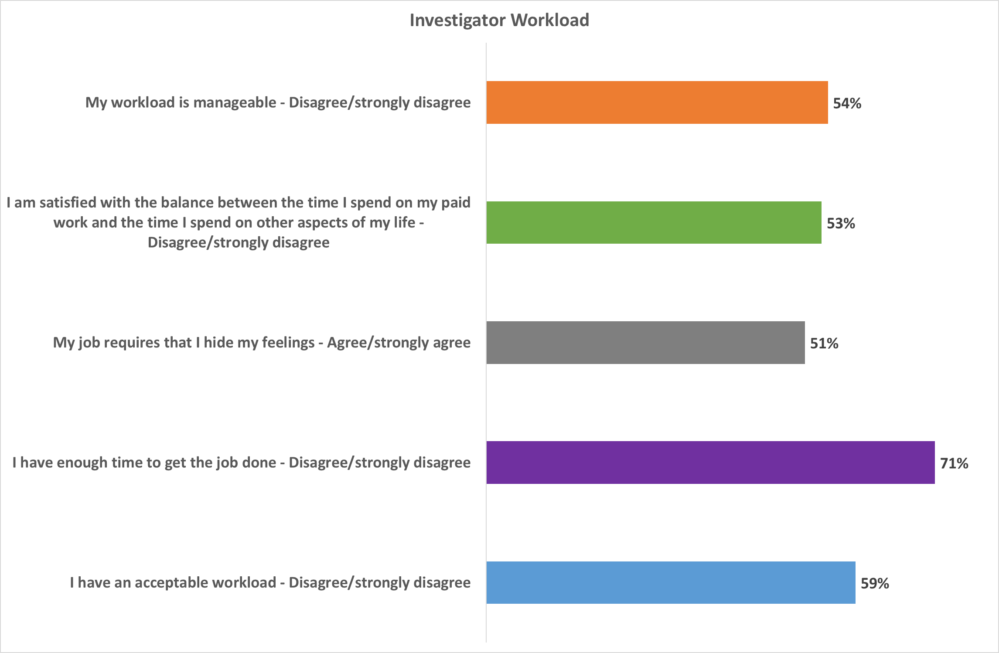 Investigator Workload
My workload is manageable - Disagree/strongly disagree
54%
I am satisfied with the balance between the time I spend on my paid
work and the time I spend on other aspects of my life -
Disagree/strongly disagree
53%
My job requires that I hide my feelings - Agree/strongly agree
51%
I have enough time to get the job done - Disagree/strongly disagree
71%
I have an acceptable workload - Disagree/strongly disagree
59%